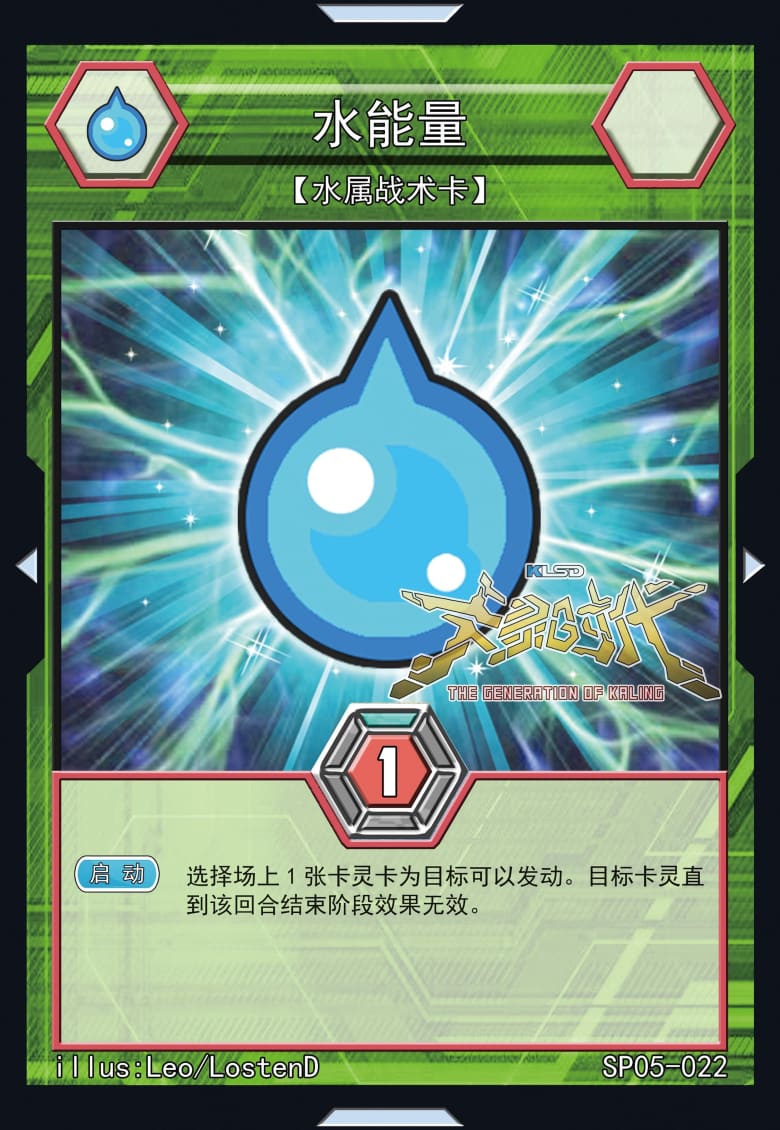 水能量
【水属战术卡】
KLSD
卡灵时代
THE GENERATION OF KALING
1
启动
选择场上1张卡灵卡为目标可以发动。目标卡灵直
到该回合结束阶段效果无效。
illus:Leo/LostenD
SP05-022